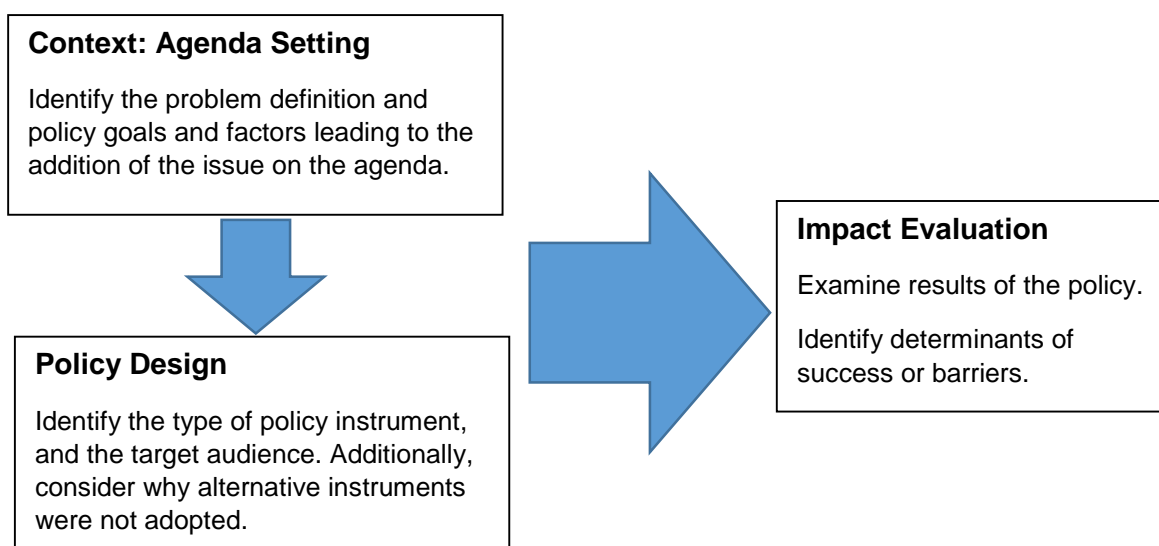 Context: Agenda Setting
Identify the problem definition and
policy goals and factors leading to the
addition of the issue on the agenda.
Policy Design
Identify the type of policy instrument,
and the target audience. Additionally,
consider why alternative instruments
were not adopted.
Impact Evaluation
Examine results of the policy.
Identify determinants of
success or barriers.